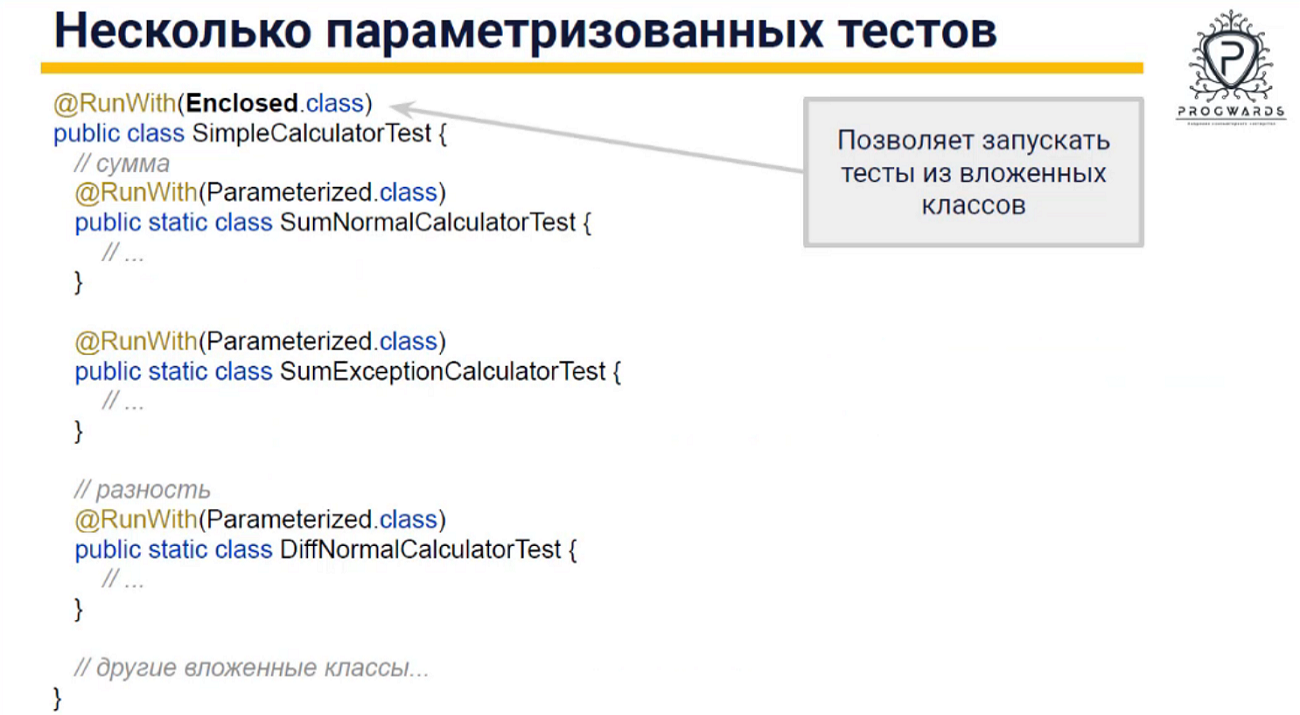 Несколько параметризованных тестов
PROGWARDS
@RunWith(Enclosed.class)
public class SimpleCalculatorTest {
// сумма
@RunWith(Parameterized.class)
public static class SumNormalCalculatorTest {
// ...
}
@RunWith(Parameterized.class)
public static class SumExceptionCalculatorTest {
// ...
}
// разность
@RunWith(Parameterized.class)
public static class DiffNormalCalculatorTest {
// ...
}
// другие вложенные классы...
}
Позволяет запускать
тесты из вложенных
классов